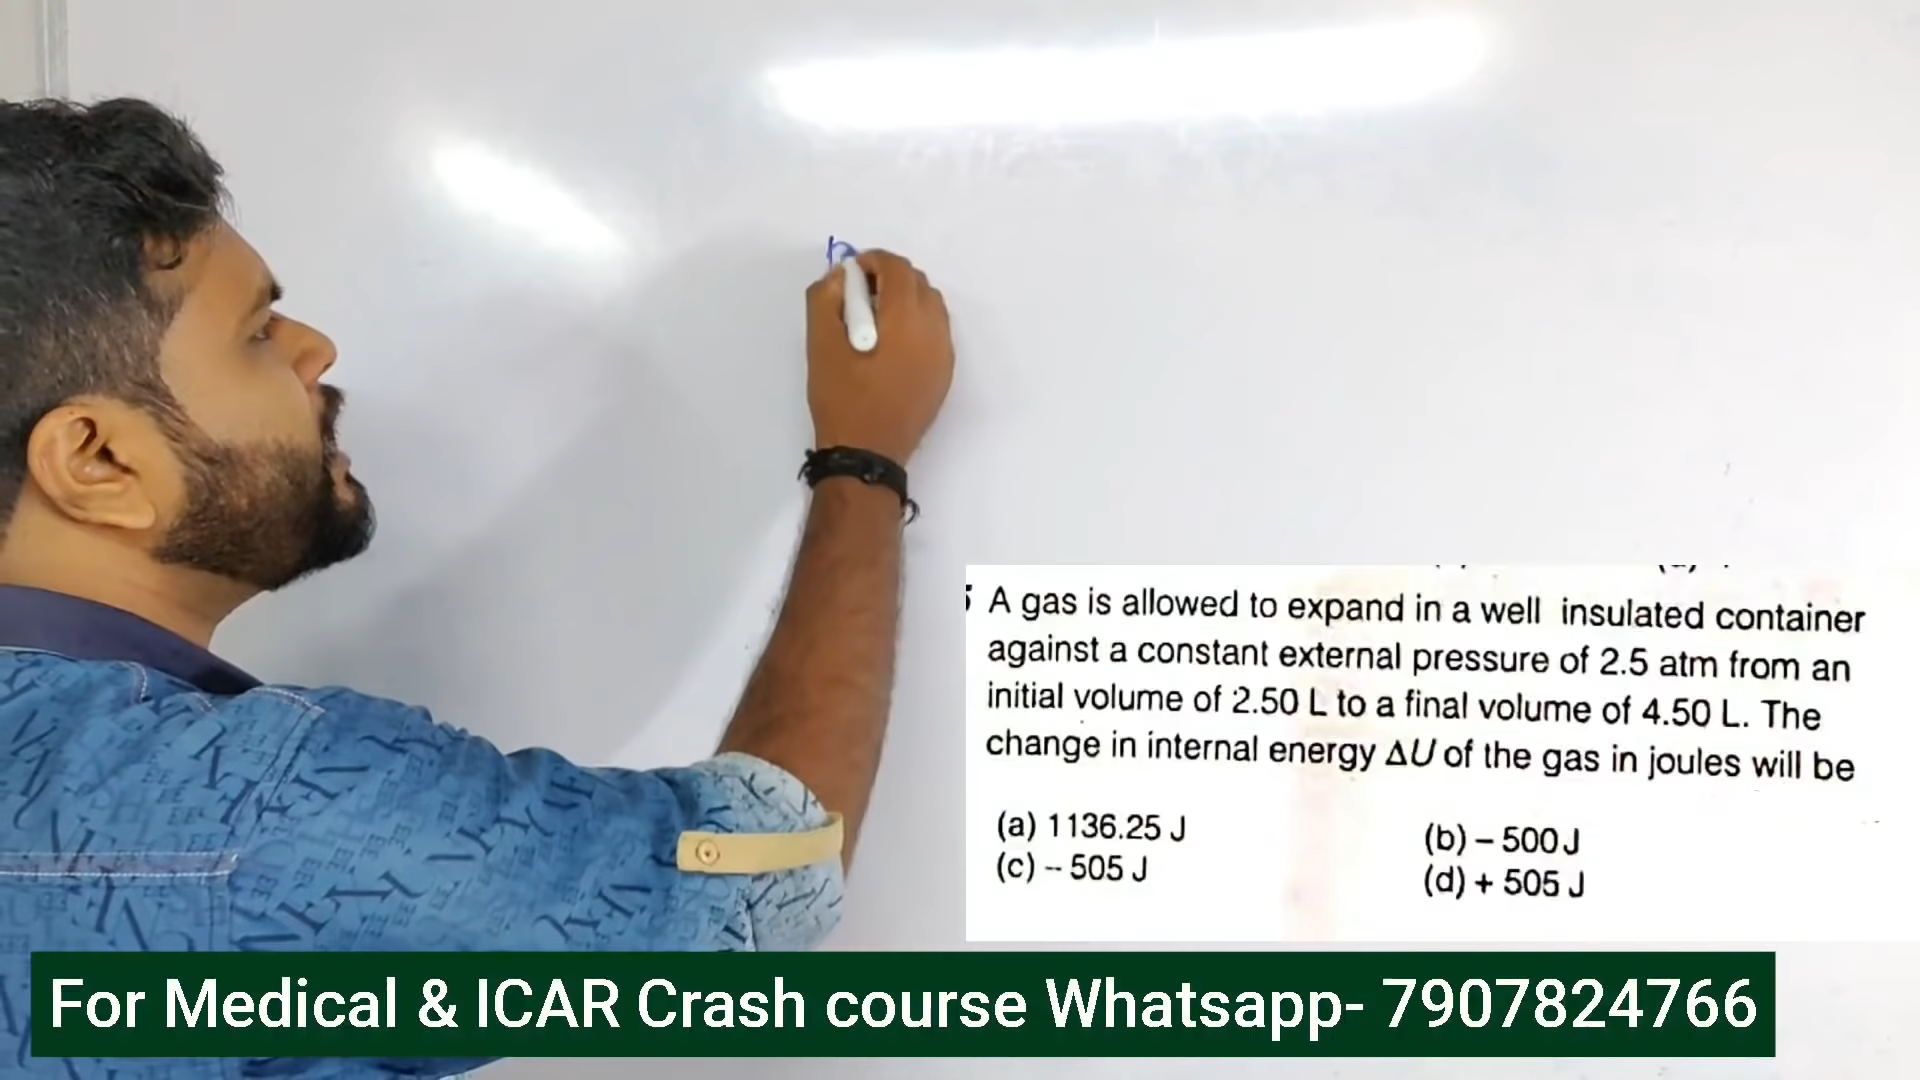 A gas is allowed to expand in a well insulated container
against a constant external pressure of 2.5 atm from an
initial volume of 2.50 L to a final volume of 4.50 L. The
change in internal energy ΔU of the gas in joules will be
(a) 1136.25 J (b) – 500 J
(c) – 505 J (d) + 505 J
For Medical & ICAR Crash course Whatsapp- 7907824766